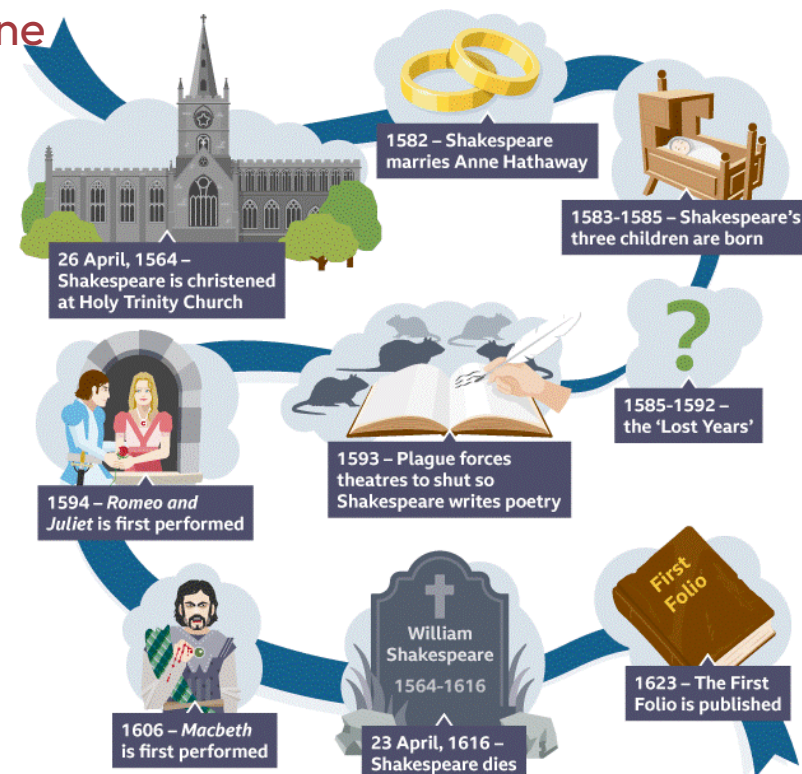 ne
26 April, 1564 –
Shakespeare is christened
at Holy Trinity Church
1582 – Shakespeare
marries Anne Hathaway
1583-1585 – Shakespeare's
three children are born
?
1585-1592 –
the 'Lost Years'
1593 – Plague forces
theatres to shut so
Shakespeare writes poetry
1594 – Romeo and
Juliet is first performed
1606 – Macbeth
is first performed
William
Shakespeare
1564-1616
23 April, 1616 –
Shakespeare dies
First
Folio
1623 – The First
Folio is published